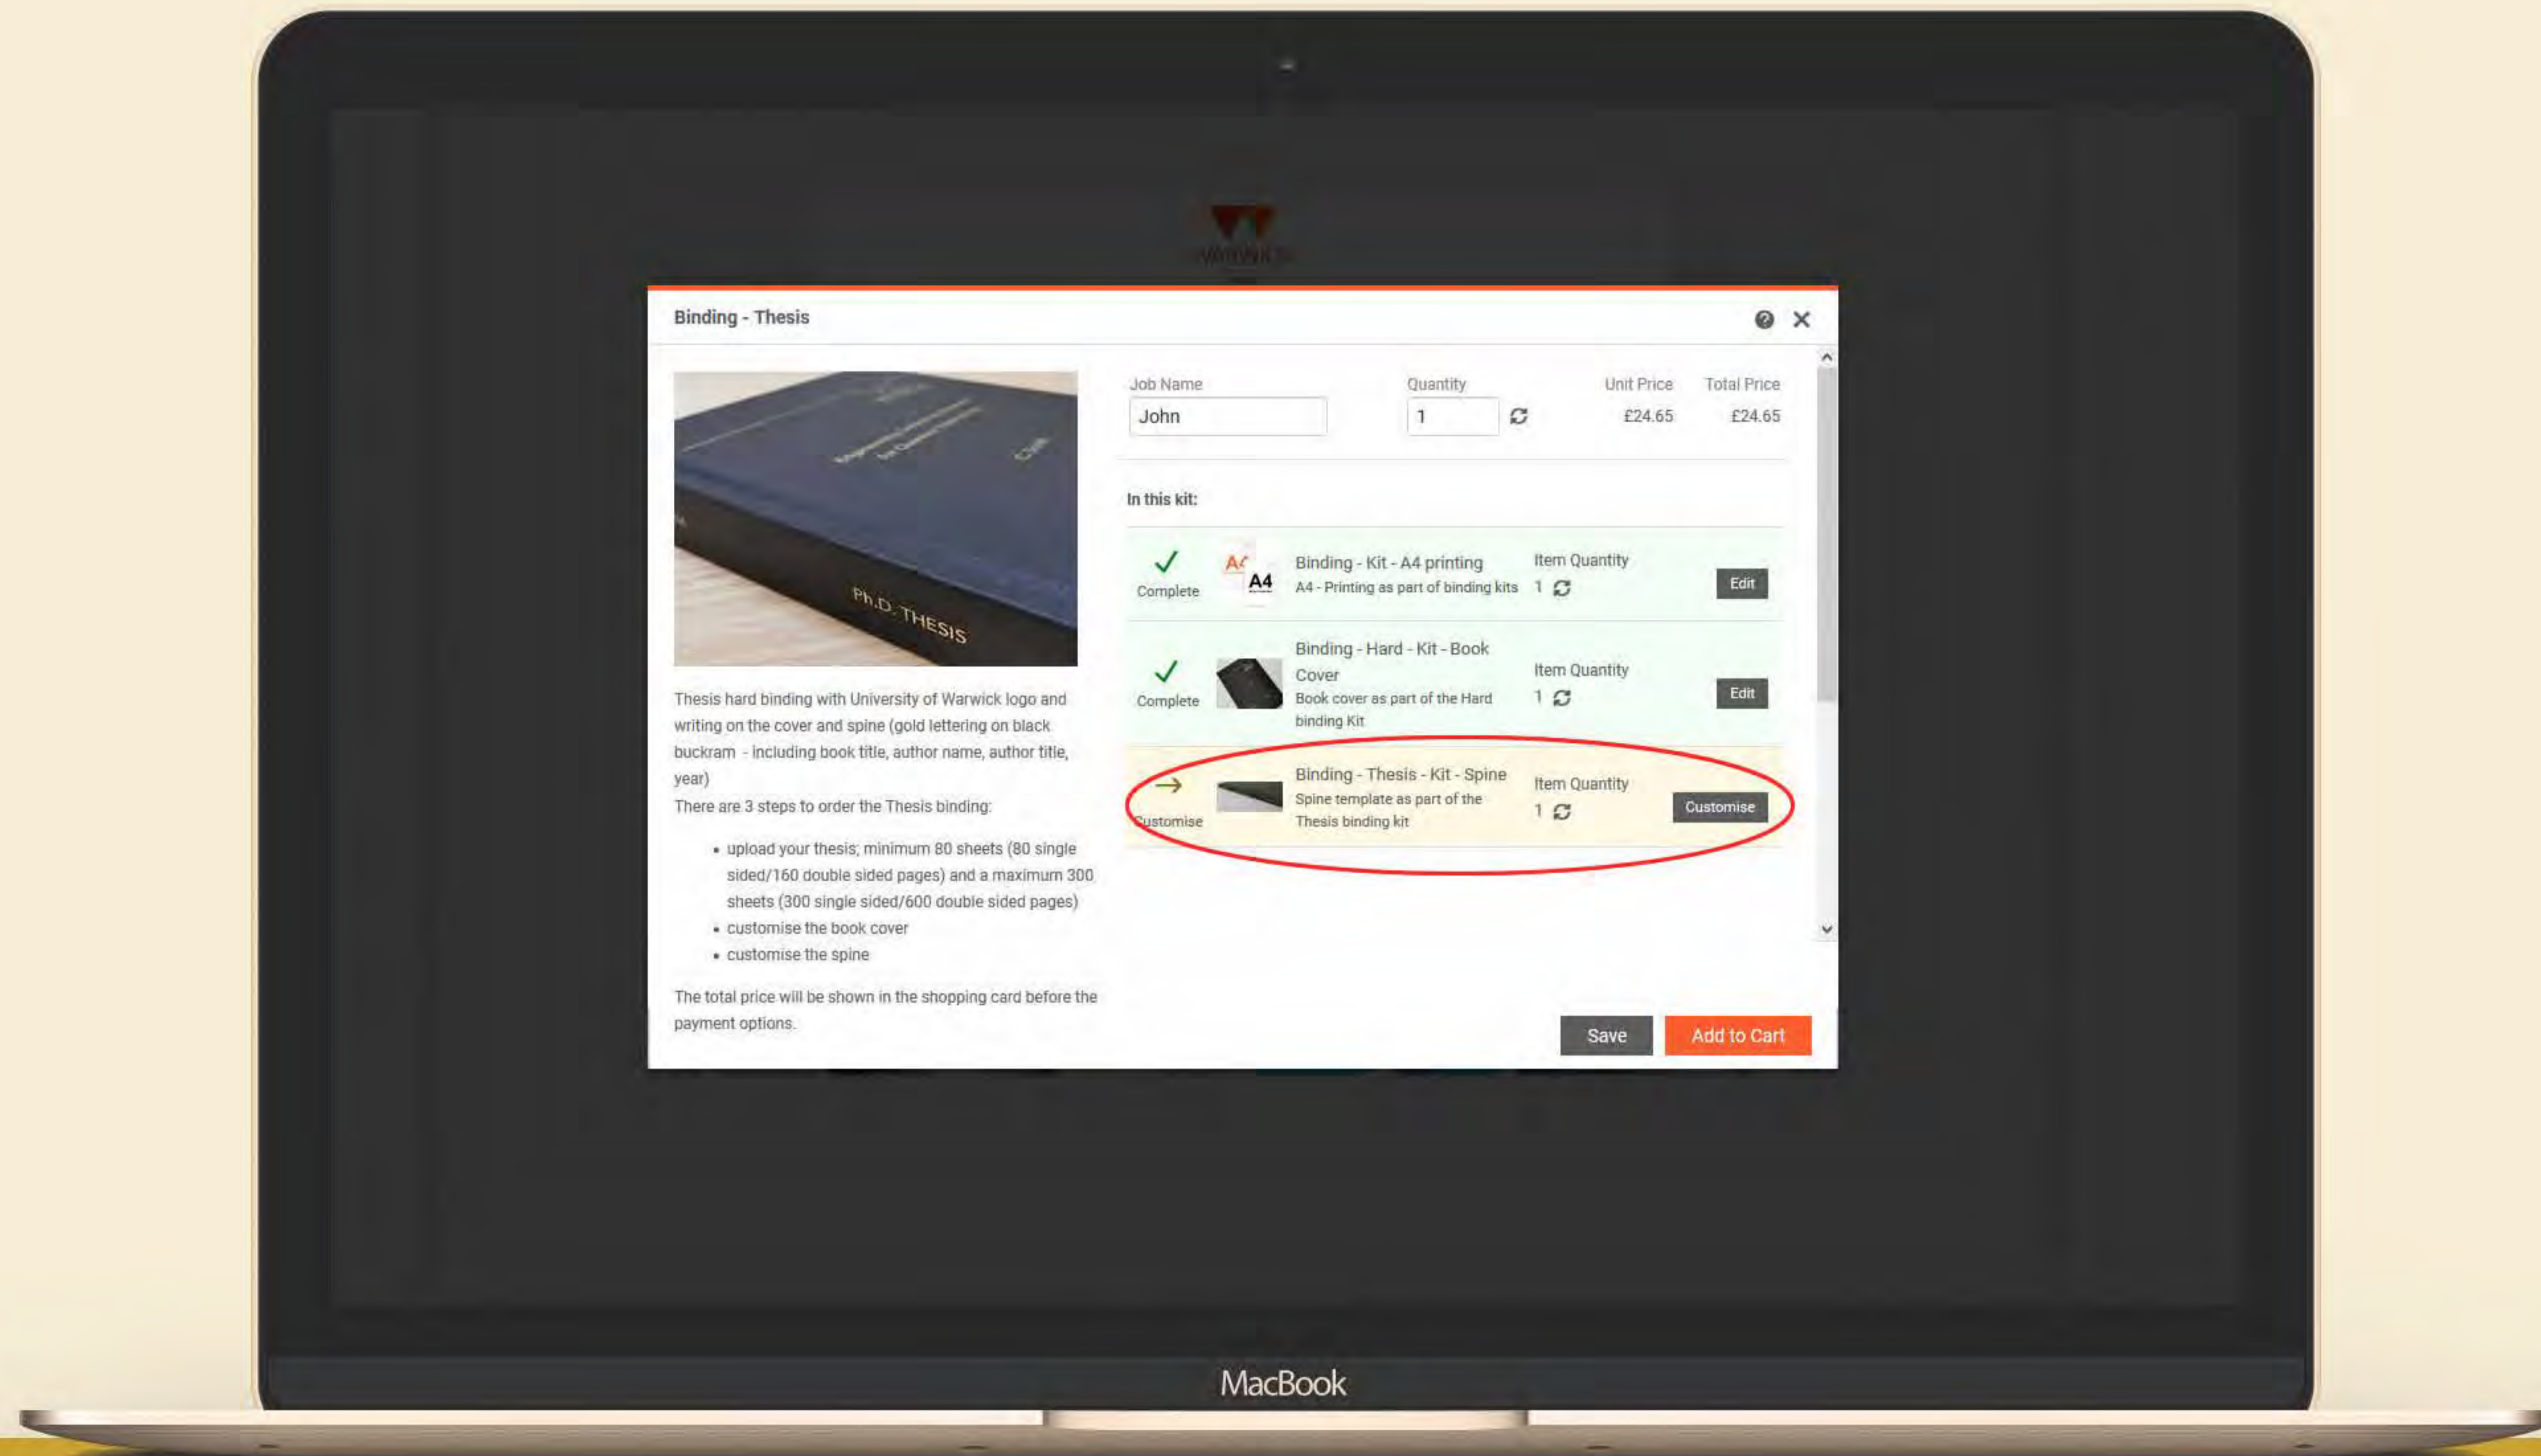 WARWICK
Binding - Thesis
Ph.D. THESIS
Thesis hard binding with University of Warwick logo and
writing on the cover and spine (gold lettering on black
buckram - including book title, author name, author title,
year)
There are 3 steps to order the Thesis binding:
• upload your thesis; minimum 80 sheets (80 single
sided/160 double sided pages) and a maximum 300
sheets (300 single sided/600 double sided pages)
• customise the book cover
• customise the spine
The total price will be shown in the shopping card before the
payment options.
Job Name Quantity Unit Price Total Price
John 1 £24.65 £24.65
In this kit:
Complete
A4
A4
Binding - Kit - A4 printing
A4 - Printing as part of binding kits
Item Quantity
1
Edit
Complete
Binding - Hard - Kit - Book
Cover
Book cover as part of the Hard
binding Kit
Item Quantity
1
Edit
Customise
Binding - Thesis - Kit - Spine
Spine template as part of the
Thesis binding kit
Item Quantity
1
Customise
Save
Add to Cart
MacBook